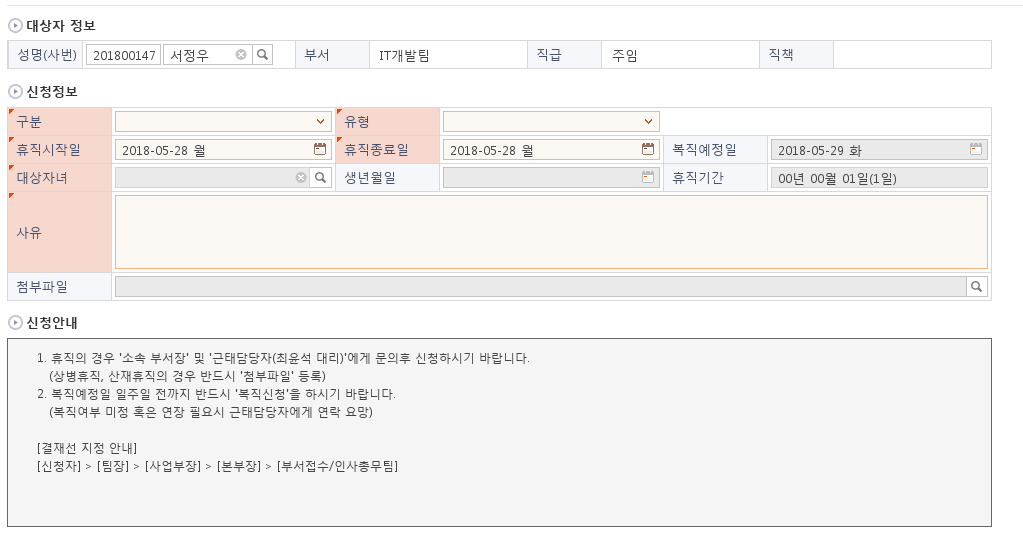 대상자 정보
성명(사번) 201800147 서정우 부서 IT개발팀 직급 주임 직책
신청정보
구분 유형
휴직시작일 2018-05-28 월 휴직종료일 2018-05-28 월 복직예정일 2018-05-29 화
대상자녀 생년월일 휴직기간 00년 00월 01일(1일)
사유
첨부파일
신청안내
1. 휴직의 경우 '소속 부서장' 및 '근태담당자(최윤석 대리)'에게 문의후 신청하시기 바랍니다.
(상병휴직, 산재휴직의 경우 반드시 '첨부파일' 등록)
2. 복직예정일 일주일 전까지 반드시 '복직신청'을 하시기 바랍니다.
(복직여부 미정 혹은 연장 필요시 근태담당자에게 연락 요망)
[결재선 지정 안내]
[신청자] > [팀장] > [사업부장] > [본부장] > [부서접수/인사총무팀]